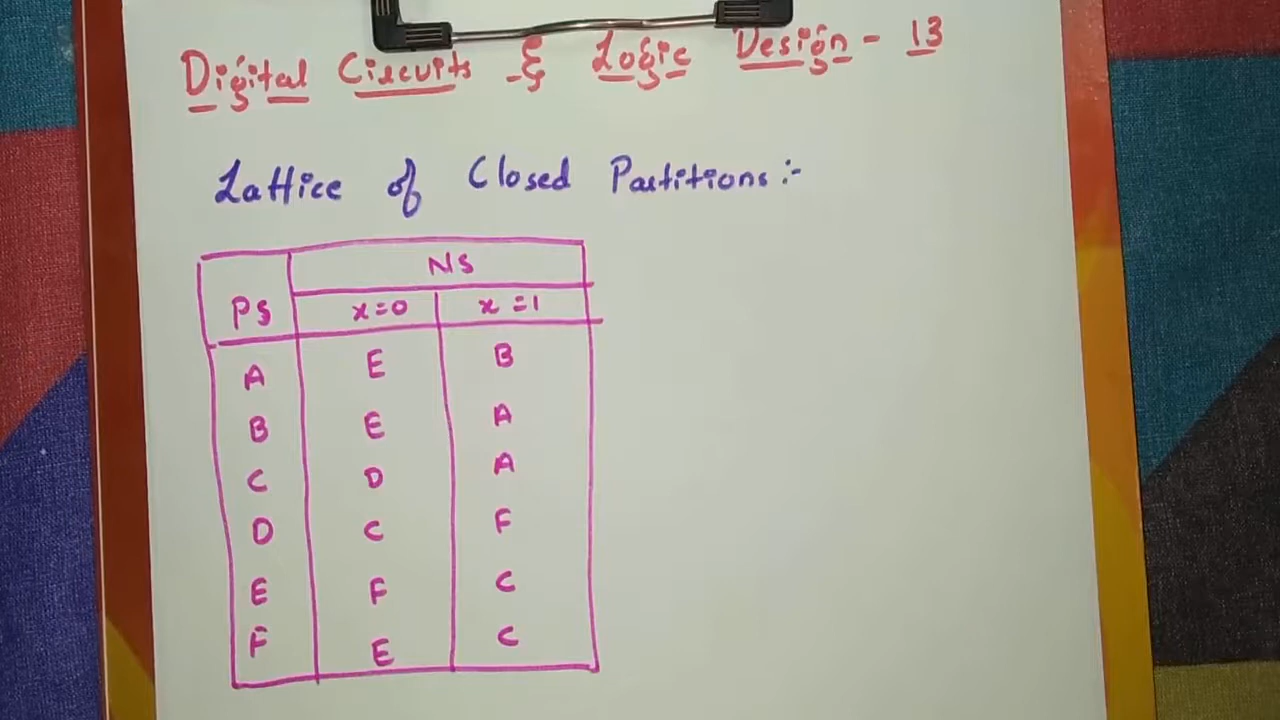 Digital Circuits & Logic Design - 13
Lattice of Closed Partitions :-
NS
PS x=0 x=1
A E B
B E A
C D A
D C F
E F C
F E C